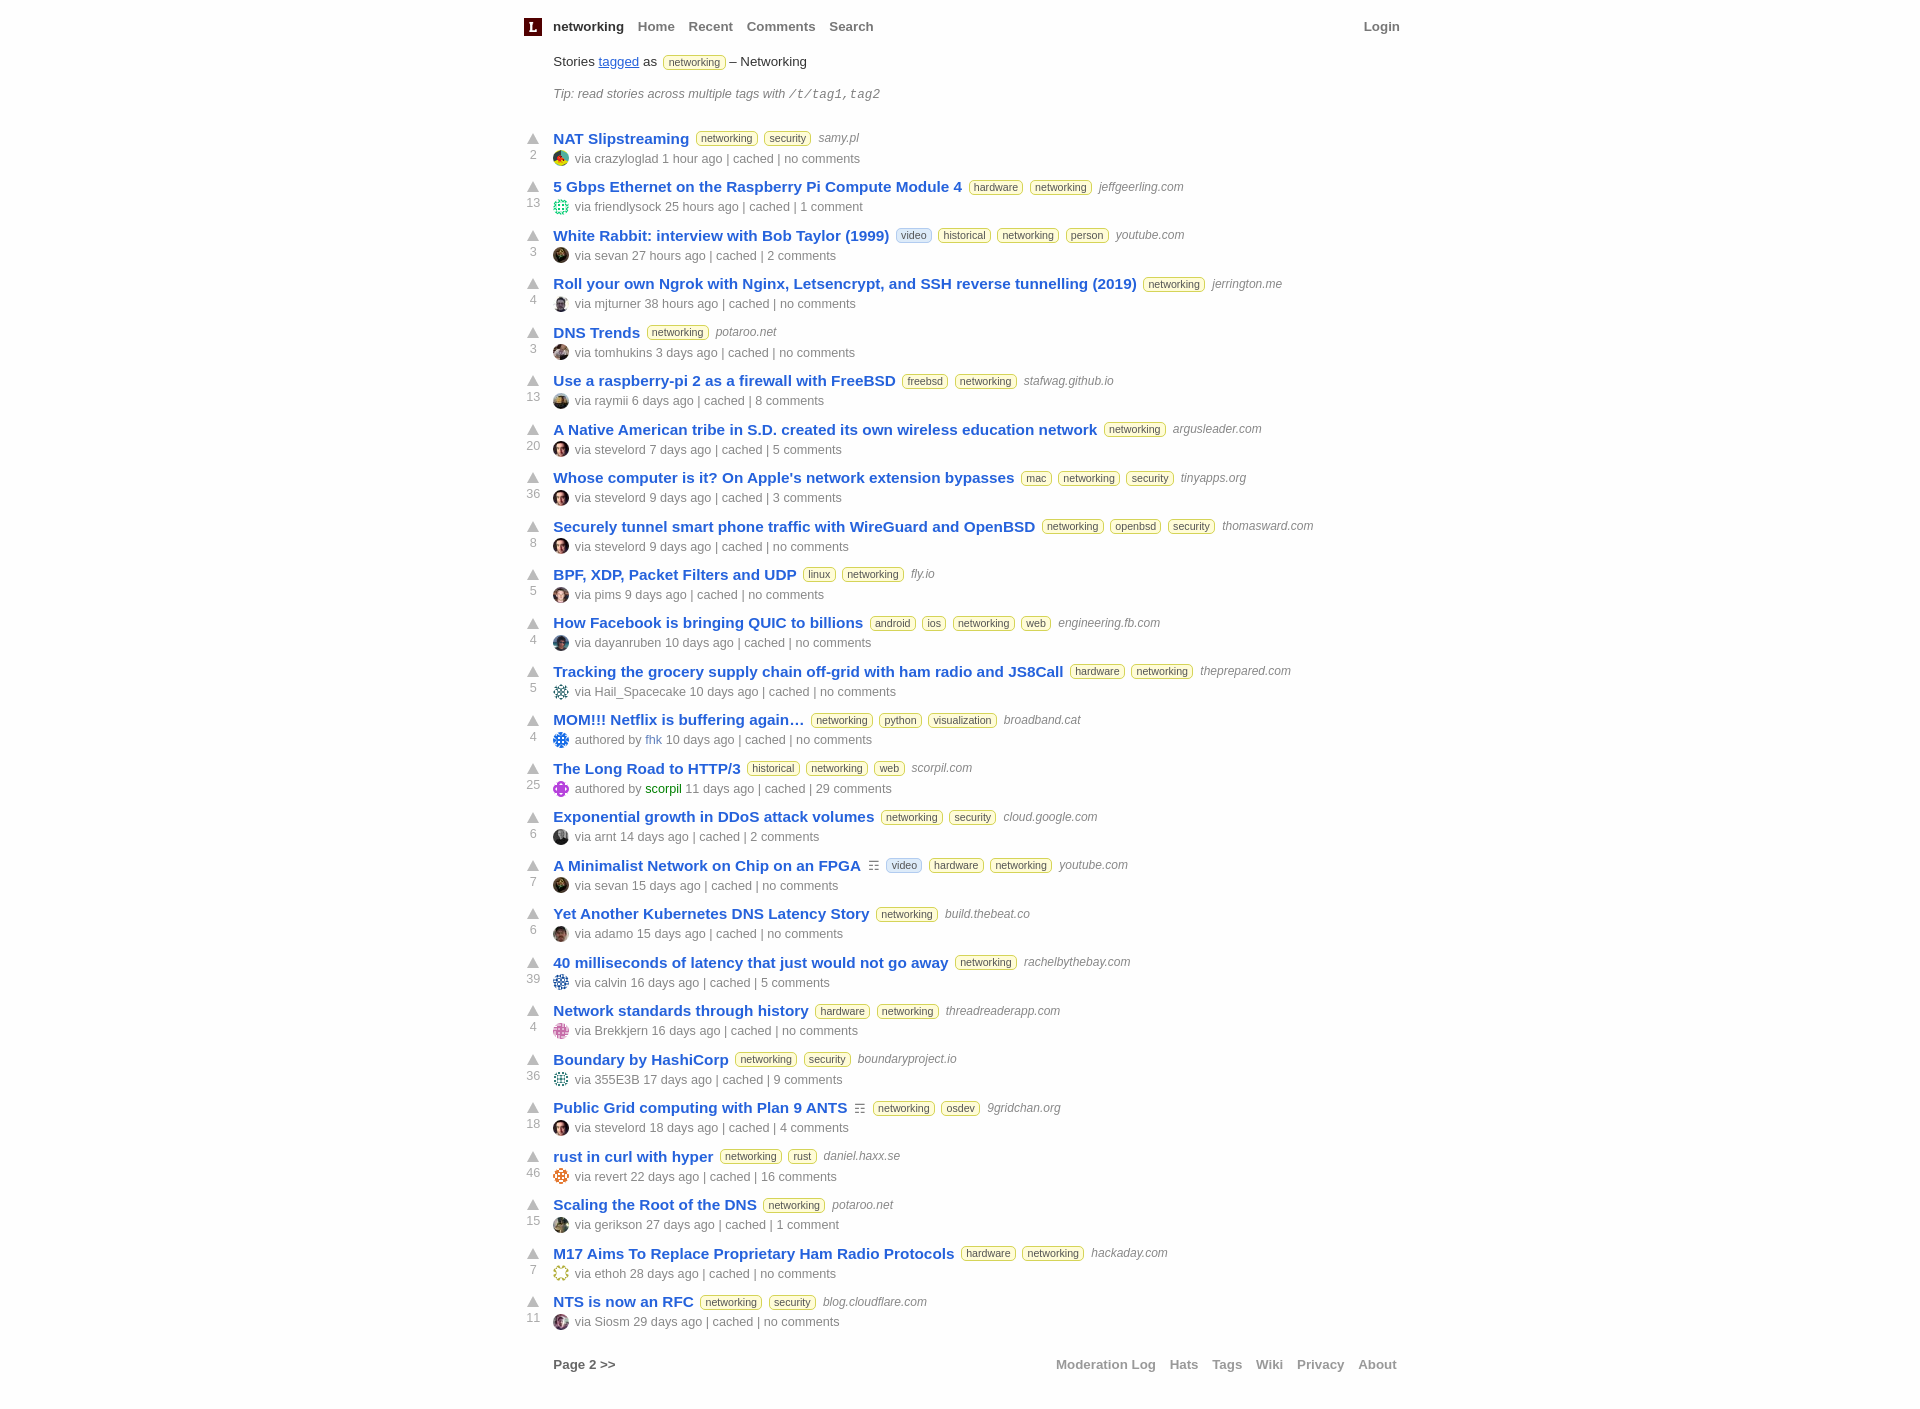 L networking Home Recent Comments Search Login
Stories tagged as networking – Networking
Tip: read stories across multiple tags with /t/tag1,tag2
NAT Slipstreaming networking security samy.pl
2 via crazyloglad 1 hour ago | cached | no comments
5 Gbps Ethernet on the Raspberry Pi Compute Module 4 hardware networking jeffgeerling.com
13 via friendlysock 25 hours ago | cached | 1 comment
White Rabbit: interview with Bob Taylor (1999) video historical networking person youtube.com
3 via sevan 27 hours ago | cached | 2 comments
Roll your own Ngrok with Nginx, Letsencrypt, and SSH reverse tunnelling (2019) networking jerrington.me
4 via mjturner 38 hours ago | cached | no comments
DNS Trends networking potaroo.net
3 via tomhukins 3 days ago | cached | no comments
Use a raspberry-pi 2 as a firewall with FreeBSD freebsd networking stafwag.github.io
13 via raymii 6 days ago | cached | 8 comments
A Native American tribe in S.D. created its own wireless education network networking argusleader.com
20 via stevelord 7 days ago | cached | 5 comments
Whose computer is it? On Apple's network extension bypasses mac networking security tinyapps.org
36 via stevelord 9 days ago | cached | 3 comments
Securely tunnel smart phone traffic with WireGuard and OpenBSD networking openbsd security thomasward.com
8 via stevelord 9 days ago | cached | no comments
BPF, XDP, Packet Filters and UDP linux networking fly.io
5 via pims 9 days ago | cached | no comments
How Facebook is bringing QUIC to billions android ios networking web engineering.fb.com
4 via dayanruben 10 days ago | cached | no comments
Tracking the grocery supply chain off-grid with ham radio and JS8Call hardware networking theprepared.com
5 via Hail_Spacecake 10 days ago | cached | no comments
MOM!!! Netflix is buffering again… networking python visualization broadband.cat
4 authored by fhk 10 days ago | cached | no comments
The Long Road to HTTP/3 historical networking web scorpil.com
25 authored by scorpil 11 days ago | cached | 29 comments
Exponential growth in DDoS attack volumes networking security cloud.google.com
6 via arnt 14 days ago | cached | 2 comments
A Minimalist Network on Chip on an FPGA ☶ video hardware networking youtube.com
7 via sevan 15 days ago | cached | no comments
Yet Another Kubernetes DNS Latency Story networking build.thebeat.co
6 via adamo 15 days ago | cached | no comments
40 milliseconds of latency that just would not go away networking rachelbythebay.com
39 via calvin 16 days ago | cached | 5 comments
Network standards through history hardware networking threadreaderapp.com
4 via Brekkjern 16 days ago | cached | no comments
Boundary by HashiCorp networking security boundaryproject.io
36 via 355E3B 17 days ago | cached | 9 comments
Public Grid computing with Plan 9 ANTS ☶ networking osdev 9gridchan.org
18 via stevelord 18 days ago | cached | 4 comments
rust in curl with hyper networking rust daniel.haxx.se
46 via revert 22 days ago | cached | 16 comments
Scaling the Root of the DNS networking potaroo.net
15 via gerikson 27 days ago | cached | 1 comment
M17 Aims To Replace Proprietary Ham Radio Protocols hardware networking hackaday.com
7 via ethoh 28 days ago | cached | no comments
NTS is now an RFC networking security blog.cloudflare.com
11 via Siosm 29 days ago | cached | no comments
Page 2 >> Moderation Log Hats Tags Wiki Privacy About